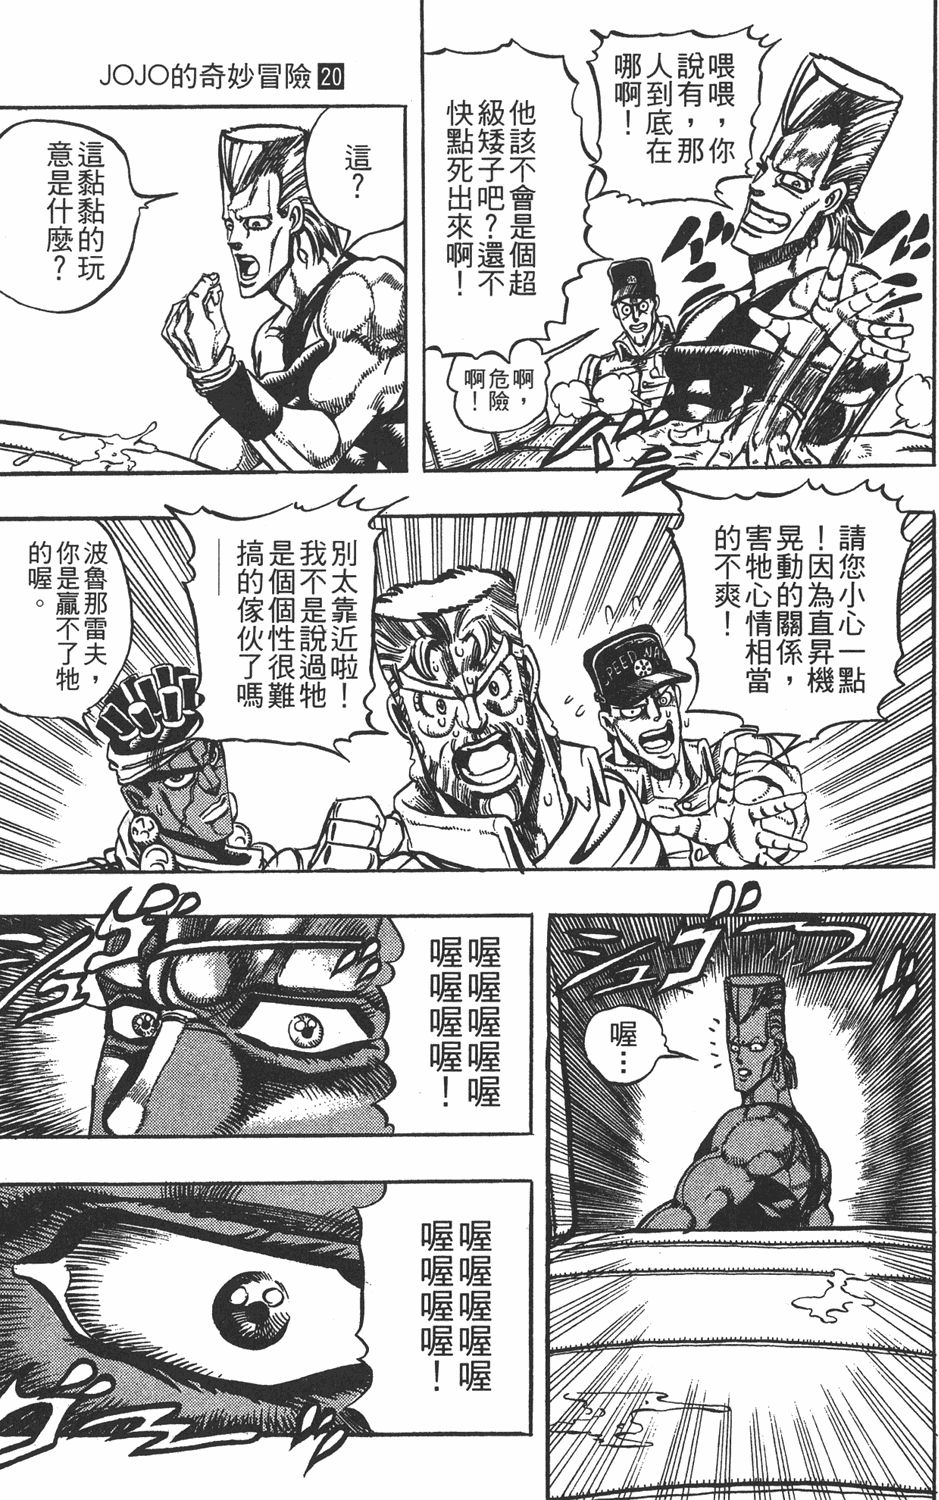 JOJO的奇妙冒險 20
喂喂，你
說有，那
人到底在
哪啊！
他該不會是個超
級矮子吧？還不
快點死出來啊！
啊，
危險
啊！
這？
這黏黏的玩
意是什麼？
請您小心一點
！因為直昇機
晃動的關係，
害牠心情相當
的不爽！
SPEED WA
別太靠近啦！
我不是說過牠
是個個性很難
搞的傢伙了嗎
——
波魯那雷夫，
你是贏不了牠
的喔。
喔…
喔喔喔喔喔
喔喔喔喔！
喔喔喔喔喔
喔喔喔喔！